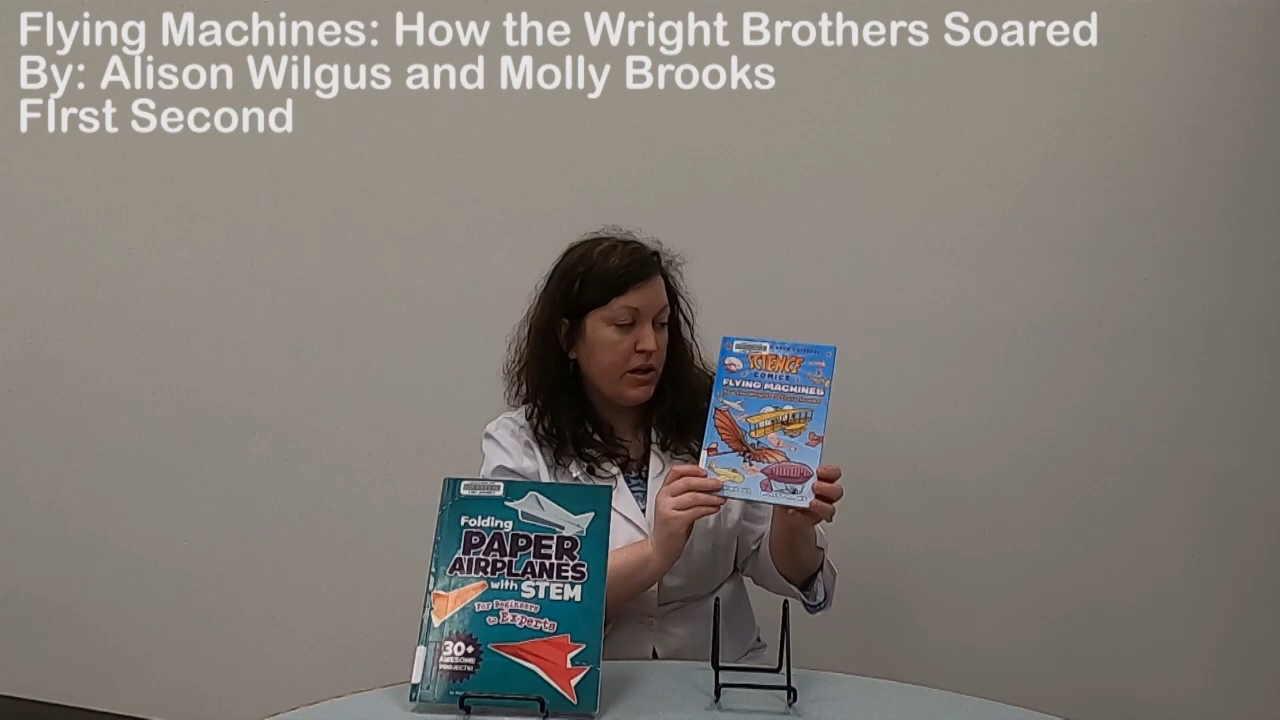 Flying Machines: How the Wright Brothers Soared
By: Alison Wilgus and Molly Brooks
FIrst Second
SCIENCE
COMICS
FLYING MACHINES
Folding
PAPER
AIRPLANES
with STEM
For Beginners
to Experts
30+
AWESOME
PROJECTS!